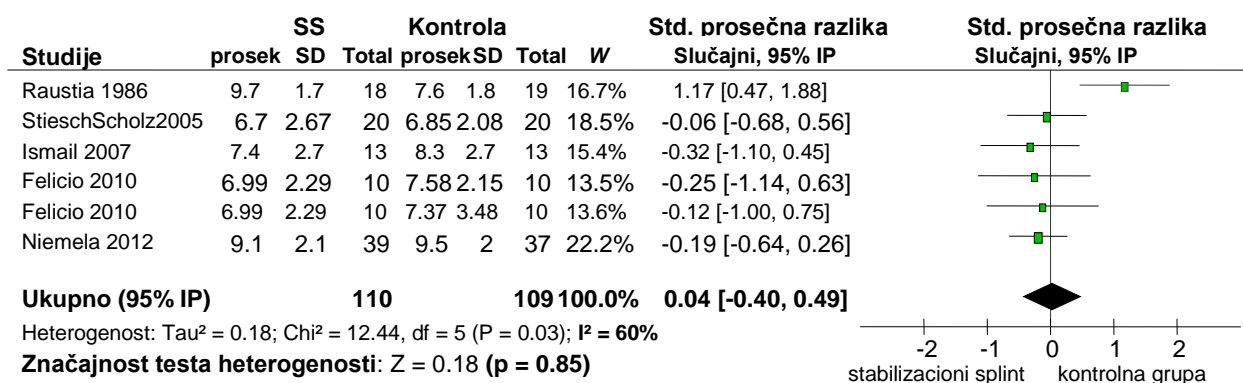 SS Kontrola Std. prosečna razlika Std. prosečna razlika
Studije prosek SD Total prosek SD Total W Slučajni, 95% IP Slučajni, 95% IP
Raustia 1986 9.7 1.7 18 7.6 1.8 19 16.7% 1.17 [0.47, 1.88]
StieschScholz2005 6.7 2.67 20 6.85 2.08 20 18.5% -0.06 [-0.68, 0.56]
Ismail 2007 7.4 2.7 13 8.3 2.7 13 15.4% -0.32 [-1.10, 0.45]
Felicio 2010 6.99 2.29 10 7.58 2.15 10 13.5% -0.25 [-1.14, 0.63]
Felicio 2010 6.99 2.29 10 7.37 3.48 10 13.6% -0.12 [-1.00, 0.75]
Niemela 2012 9.1 2.1 39 9.5 2 37 22.2% -0.19 [-0.64, 0.26]
Ukupno (95% IP) 110 109 100.0% 0.04 [-0.40, 0.49]
Heterogenost: Tau² = 0.18; Chi² = 12.44, df = 5 (P = 0.03); I² = 60%
Značajnost testa heterogenosti: Z = 0.18 (p = 0.85)
-2 -1 0 1 2
stabilizacioni splint kontrolna grupa